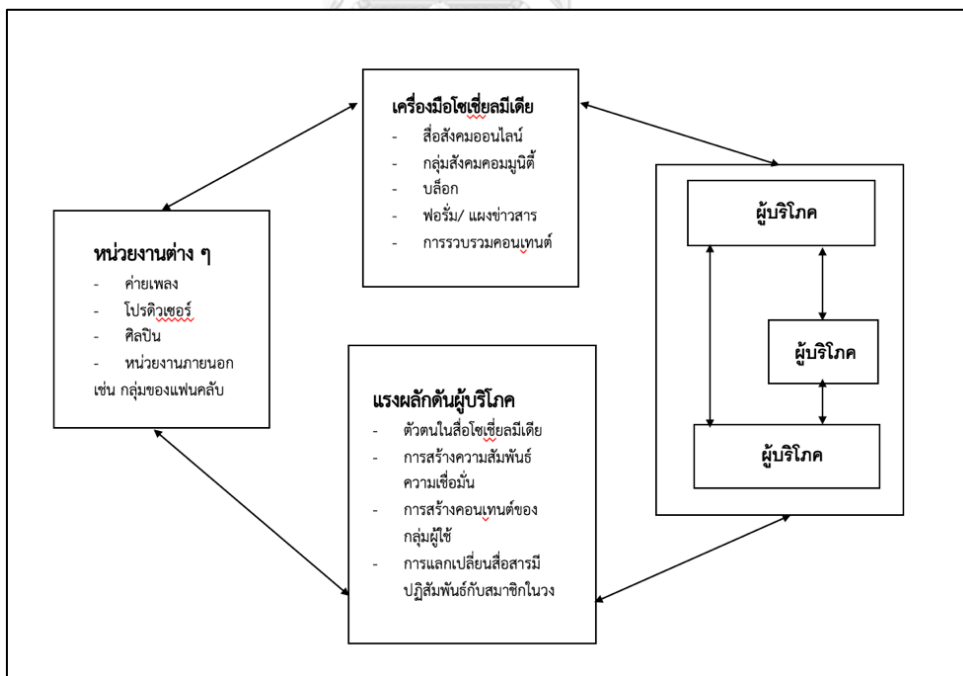 เครื่องมือโซเชี่ยลมีเดีย
- สื่อสังคมออนไลน์
- กลุ่มสังคมคอมมูนิตี้
- บล็อก
- ฟอรั่ม/ แผงข่าวสาร
- การรวบรวมคอนเทนต์
หน่วยงานต่าง ๆ
- ค่ายเพลง
- โปรดิวเซอร์
- ศิลปิน
- หน่วยงานภายนอก
เช่น กลุ่มของแฟนคลับ
แรงผลักดันผู้บริโภค
- ตัวตนในสื่อโซเชี่ยลมีเดีย
- การสร้างความสัมพันธ์
ความเชื่อมั่น
- การสร้างคอนเทนต์ของ
กลุ่มผู้ใช้
- การแลกเปลี่ยนสื่อสารมี
ปฏิสัมพันธ์กับสมาชิกในวง
ผู้บริโภค
ผู้บริโภค
ผู้บริโภค